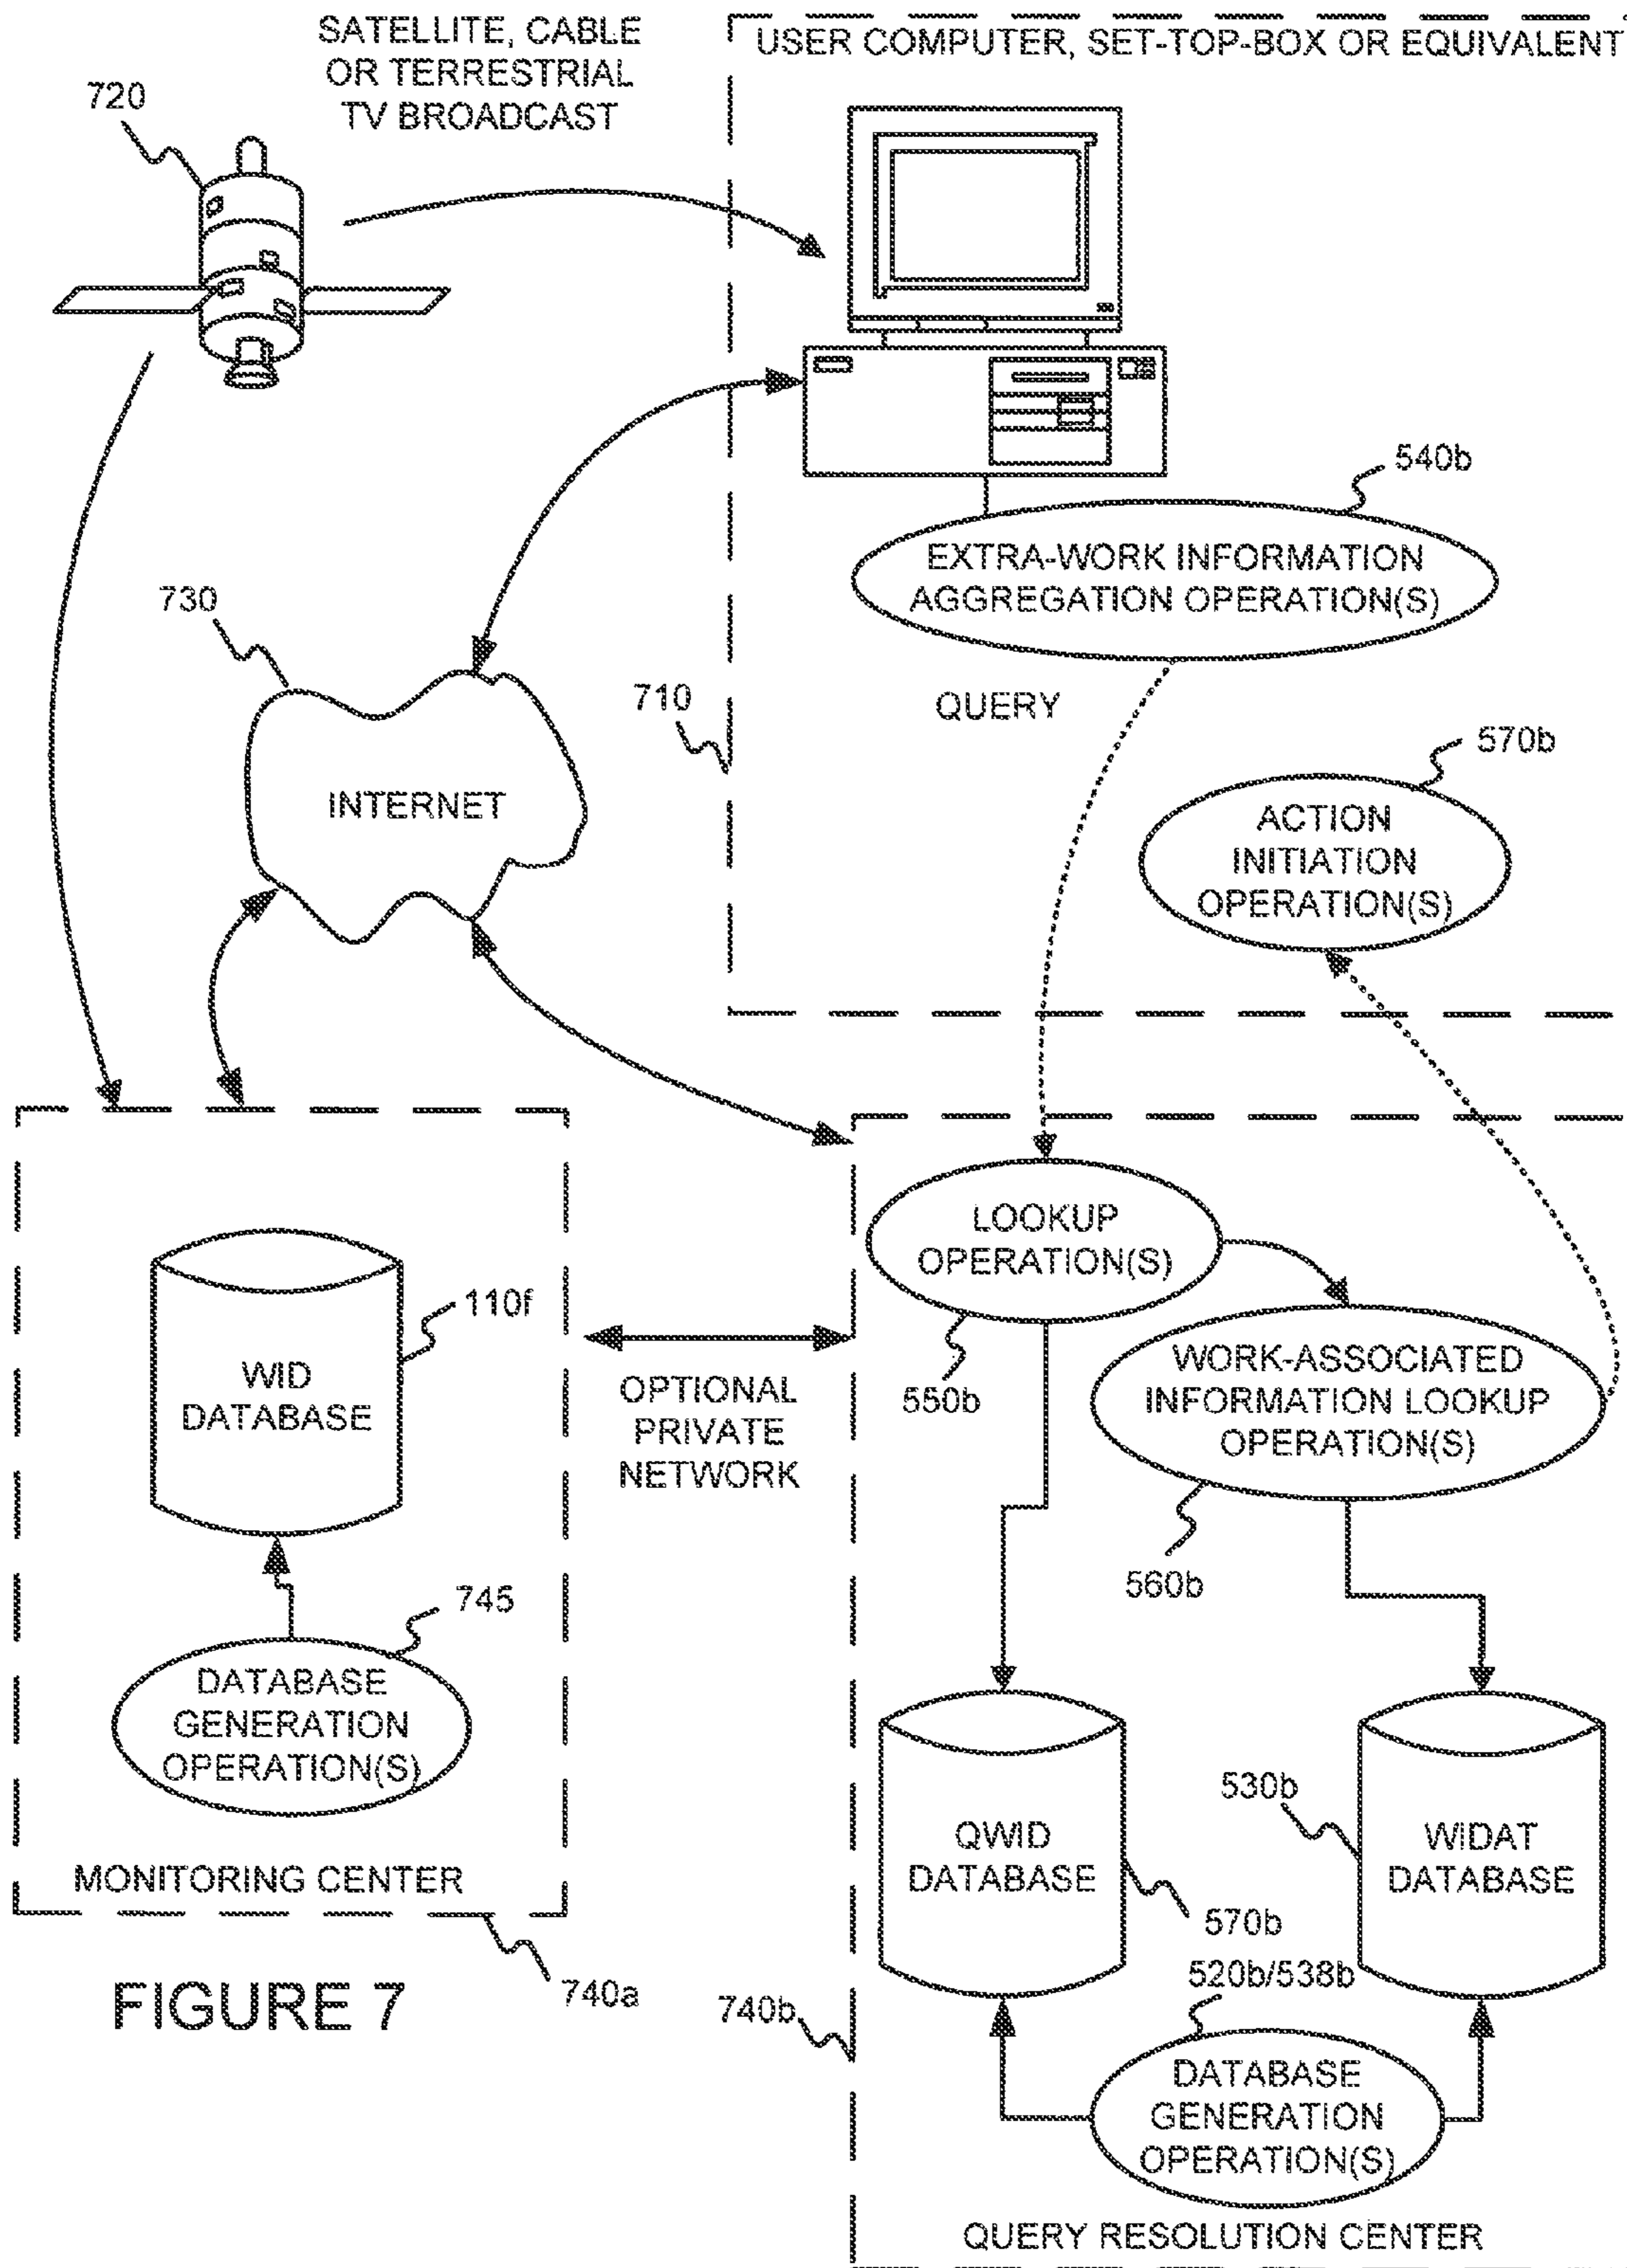 SATELLITE, CABLE
OR TERRESTRIAL
TV BROADCAST
720
USER COMPUTER, SET-TOP-BOX OR EQUIVALENT
540b
EXTRA-WORK INFORMATION
AGGREGATION OPERATION(S)
730
710
QUERY
570b
INTERNET
ACTION
INITIATION
OPERATION(S)
LOOKUP
OPERATION(S)
110f
WID
DATABASE
OPTIONAL
PRIVATE
NETWORK
550b
WORK-ASSOCIATED
INFORMATION LOOKUP
OPERATION(S)
560b
745
DATABASE
GENERATION
OPERATION(S)
530b
QWID
DATABASE
WIDAT
DATABASE
MONITORING CENTER
570b
520b/538b
740a
FIGURE 7
740b
DATABASE
GENERATION
OPERATION(S)
QUERY RESOLUTION CENTER